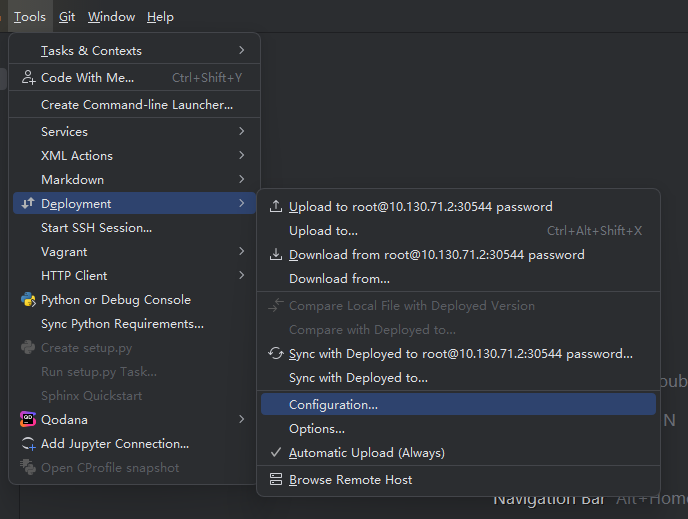 Tools Git Window Help
Tasks & Contexts
Code With Me... Ctrl+Shift+Y
Create Command-line Launcher...
Services
XML Actions
Markdown
Deployment
Start SSH Session...
Vagrant
HTTP Client
Python or Debug Console
Sync Python Requirements...
Create setup.py
Run setup.py Task...
Sphinx Quickstart
Qodana
Add Jupyter Connection...
Open CProfile snapshot
Upload to root@10.130.71.2:30544 password
Upload to... Ctrl+Alt+Shift+X
Download from root@10.130.71.2:30544 password
Download from...
Compare Local File with Deployed Version
Compare with Deployed to...
Sync with Deployed to root@10.130.71.2:30544 password...
Sync with Deployed to...
Configuration...
Options...
Automatic Upload (Always)
Browse Remote Host
Navigation Bar